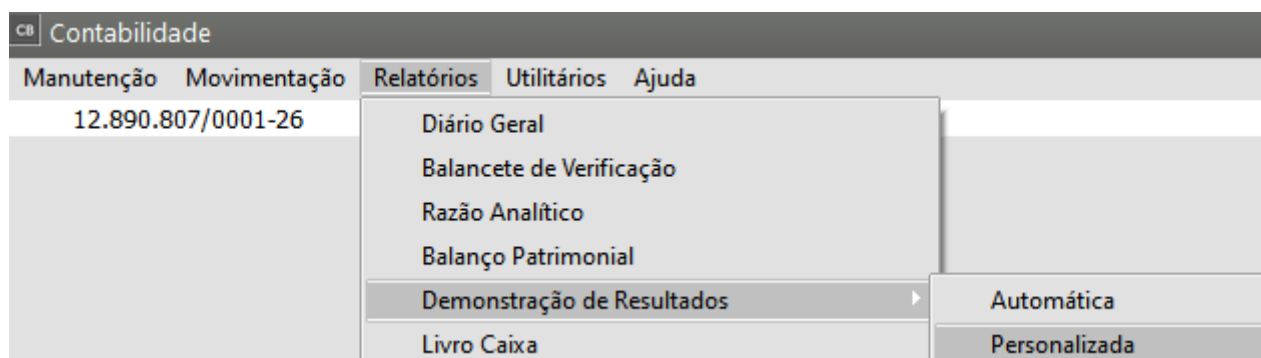 CB Contabilidade
Manutenção Movimentação Relatórios Utilitários Ajuda
12.890.807/0001-26
Diário Geral
Balancete de Verificação
Razão Analítico
Balanço Patrimonial
Demonstração de Resultados
Automática
Livro Caixa
Personalizada